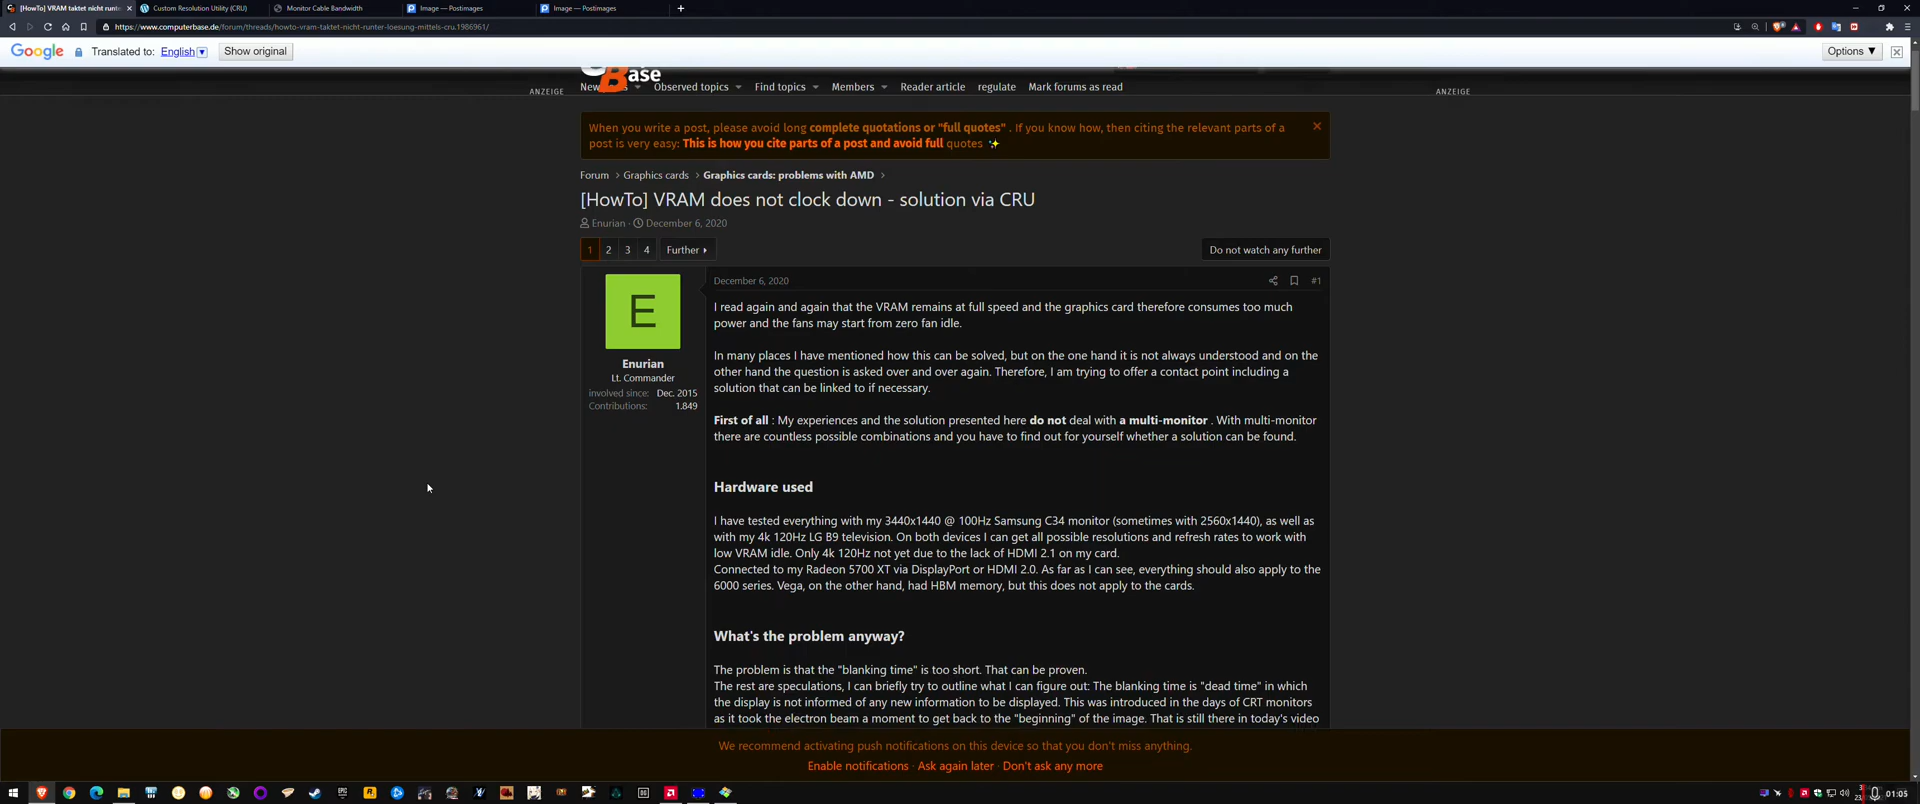 [HowTo] VRAM taktet nicht runter
Custom Resolution Utility (CRU)
Monitor Cable Bandwidth
Image — Postimages
Image — Postimages
https://www.computerbase.de/forum/threads/howto-vram-taktet-nicht-runter-loesung-mittels-cru.1986961/
Google Translated to: English Show original Options ▼
Base
Observed topics Find topics Members Reader article regulate Mark forums as read
ANZEIGE ANZEIGE
When you write a post, please avoid long complete quotations or "full quotes" . If you know how, then citing the relevant parts of a
post is very easy: This is how you cite parts of a post and avoid full quotes ✨
Forum > Graphics cards > Graphics cards: problems with AMD >
[HowTo] VRAM does not clock down - solution via CRU
Enurian · December 6, 2020
1 2 3 4 Further Do not watch any further
December 6, 2020 #1
E
Enurian
Lt. Commander
involved since: Dec. 2015
Contributions: 1.849
I read again and again that the VRAM remains at full speed and the graphics card therefore consumes too much
power and the fans may start from zero fan idle.
In many places I have mentioned how this can be solved, but on the one hand it is not always understood and on the
other hand the question is asked over and over again. Therefore, I am trying to offer a contact point including a
solution that can be linked to if necessary.
First of all : My experiences and the solution presented here do not deal with a multi-monitor . With multi-monitor
there are countless possible combinations and you have to find out for yourself whether a solution can be found.
Hardware used
I have tested everything with my 3440x1440 @ 100Hz Samsung C34 monitor (sometimes with 2560x1440), as well as
with my 4k 120Hz LG B9 television. On both devices I can get all possible resolutions and refresh rates to work with
low VRAM idle. Only 4k 120Hz not yet due to the lack of HDMI 2.1 on my card.
Connected to my Radeon 5700 XT via DisplayPort or HDMI 2.0. As far as I can see, everything should also apply to the
6000 series. Vega, on the other hand, had HBM memory, but this does not apply to the cards.
What's the problem anyway?
The problem is that the "blanking time" is too short. That can be proven.
The rest are speculations, I can briefly try to outline what I can figure out: The blanking time is "dead time" in which
the display is not informed of any new information to be displayed. This was introduced in the days of CRT monitors
as it took the electron beam a moment to get back to the "beginning" of the image. That is still there in today's video
We recommend activating push notifications on this device so that you don't miss anything.
Enable notifications · Ask again later · Don't ask any more
01:05